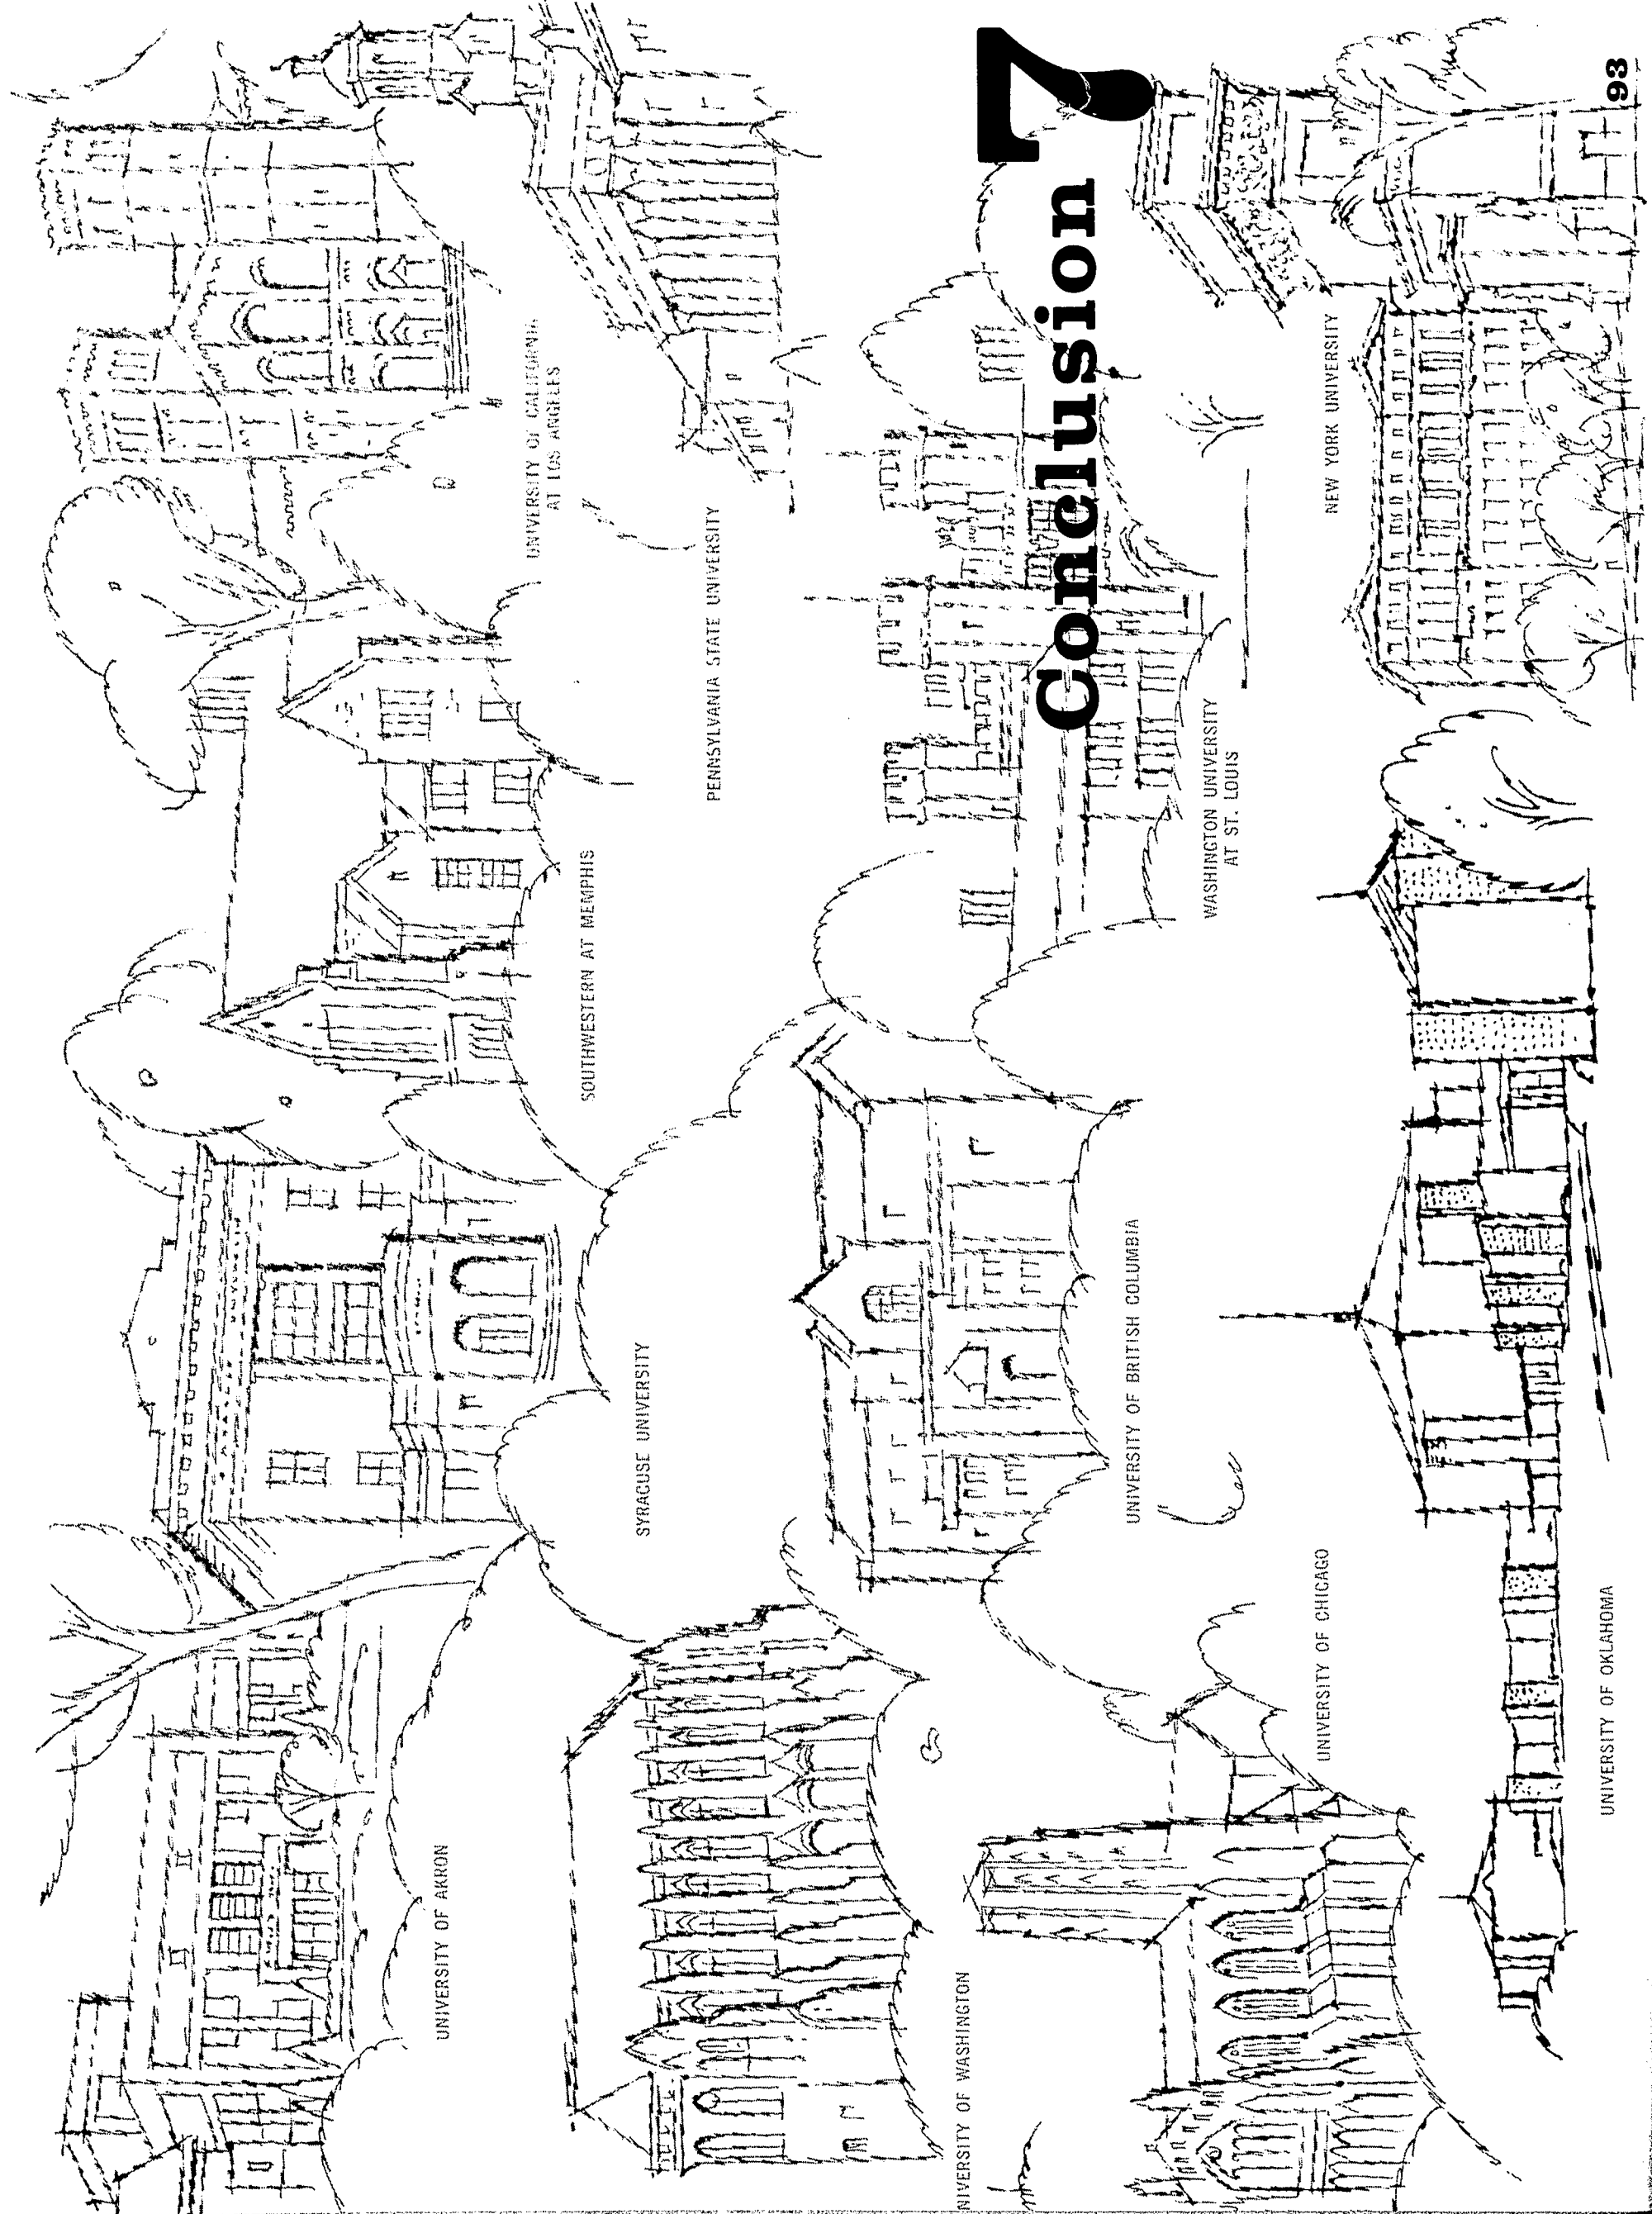 UNIVERSITY OF CALIFORNIA
AT LOS ANGELES
SOUTHWESTERN AT MEMPHIS
SYRACUSE UNIVERSITY
UNIVERSITY OF AKRON
PENNSYLVANIA STATE UNIVERSITY
7
Conclusion
WASHINGTON UNIVERSITY
AT ST. LOUIS
UNIVERSITY OF BRITISH COLUMBIA
NIVERSITY OF WASHINGTON
NEW YORK UNIVERSITY
UNIVERSITY OF CHICAGO
UNIVERSITY OF OKLAHOMA
93